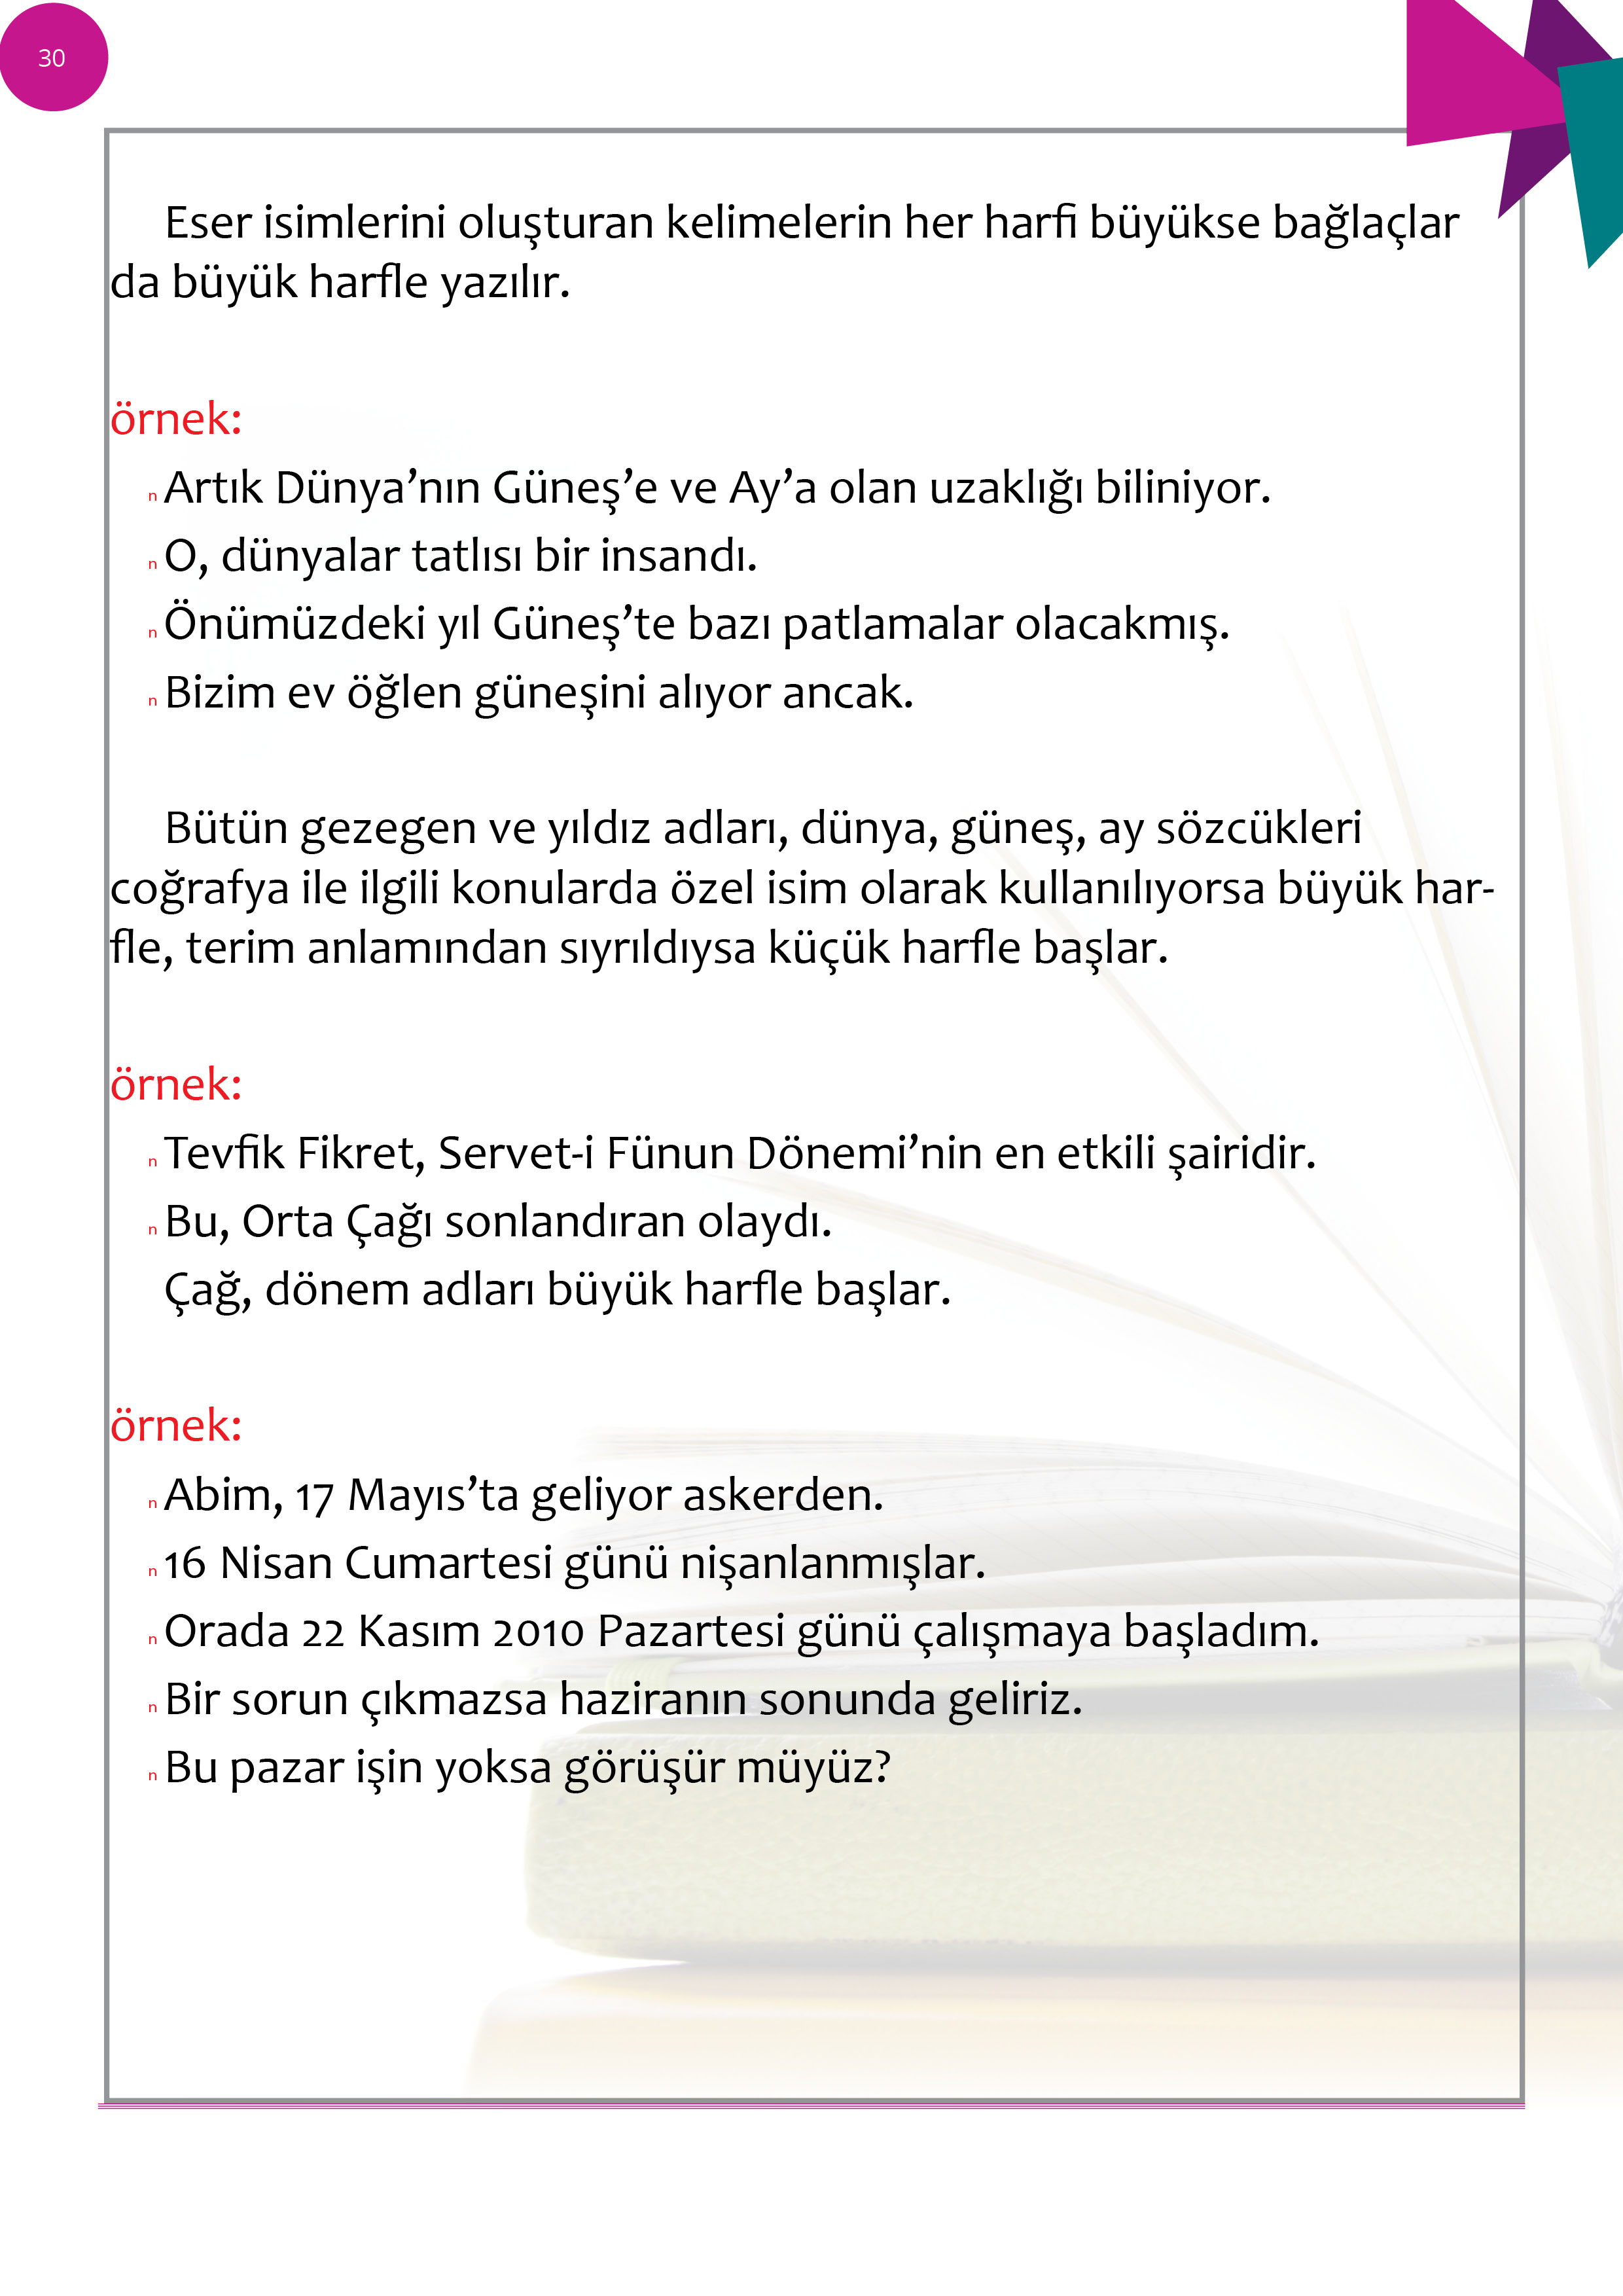 30
Eser isimlerini oluşturan kelimelerin her harfi büyükse bağlaçlar
da büyük harfle yazılır.
örnek:
n Artık Dünya’nın Güneş’e ve Ay’a olan uzaklığı biliniyor.
n O, dünyalar tatlısı bir insandı.
n Önümüzdeki yıl Güneş’te bazı patlamalar olacakmış.
n Bizim ev öğlen güneşini alıyor ancak.
Bütün gezegen ve yıldız adları, dünya, güneş, ay sözcükleri
coğrafya ile ilgili konularda özel isim olarak kullanılıyorsa büyük har-
fle, terim anlamından sıyrıldıysa küçük harfle başlar.
örnek:
n Tevfik Fikret, Servet-i Fünun Dönemi’nin en etkili şairidir.
n Bu, Orta Çağı sonlandıran olaydı.
Çağ, dönem adları büyük harfle başlar.
örnek:
n Abim, 17 Mayıs’ta geliyor askerden.
n 16 Nisan Cumartesi günü nişanlanmışlar.
n Orada 22 Kasım 2010 Pazartesi günü çalışmaya başladım.
n Bir sorun çıkmazsa haziranın sonunda geliriz.
n Bu pazar işin yoksa görüşür müyüz?